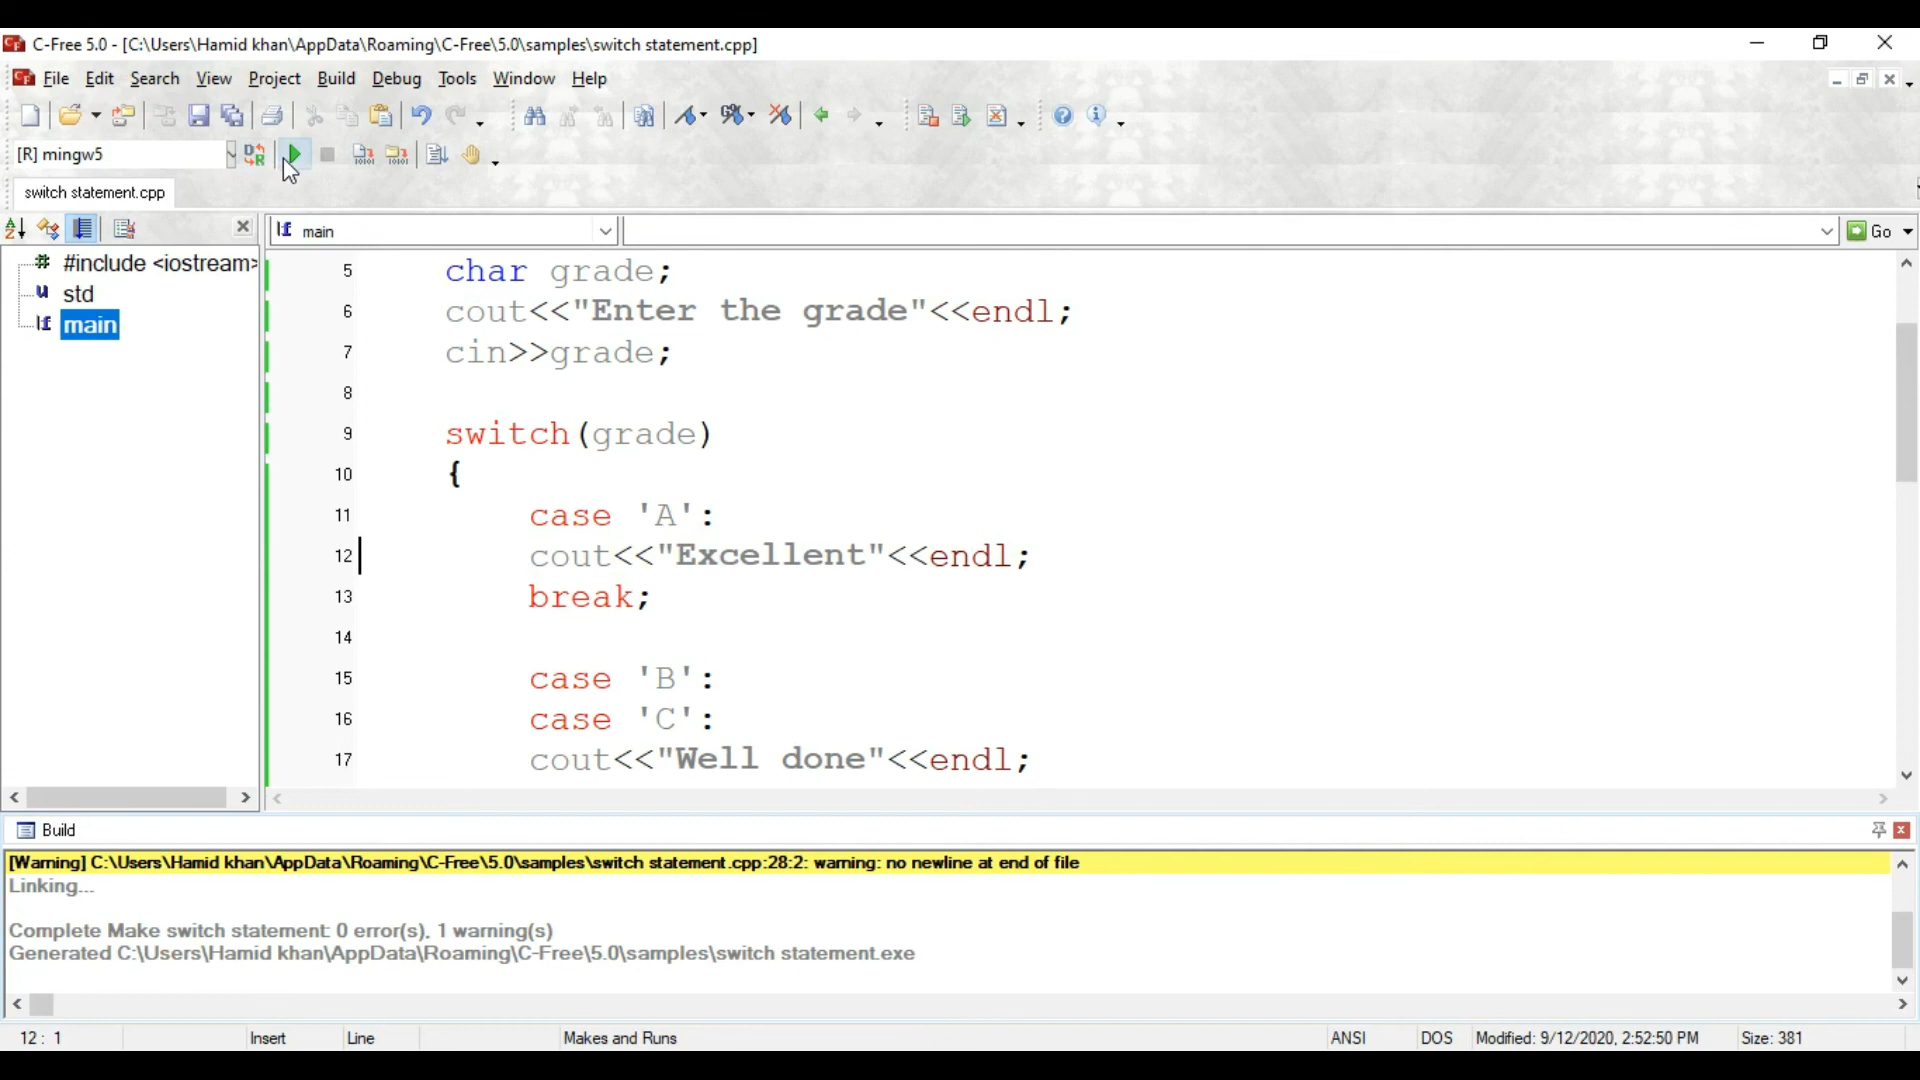 C-Free 5.0 - [C:\Users\Hamid khan\AppData\Roaming\C-Free\5.0\samples\switch statement.cpp]
File Edit Search View Project Build Debug Tools Window Help
[R] mingw5
switch statement.cpp
main
Go
#include <iostream>
std
main
5 char grade;
6 cout<<"Enter the grade"<<endl;
7 cin>>grade;
8
9 switch(grade)
10 {
11 case 'A':
12 cout<<"Excellent"<<endl;
13 break;
14
15 case 'B':
16 case 'C':
17 cout<<"Well done"<<endl;
Build
[Warning] C:\Users\Hamid khan\AppData\Roaming\C-Free\5.0\samples\switch statement.cpp:28:2: warning: no newline at end of file
Linking...
Complete Make switch statement: 0 error(s), 1 warning(s)
Generated C:\Users\Hamid khan\AppData\Roaming\C-Free\5.0\samples\switch statement.exe
12 : 1 Insert Line Makes and Runs ANSI DOS Modified: 9/12/2020, 2:52:50 PM Size: 381